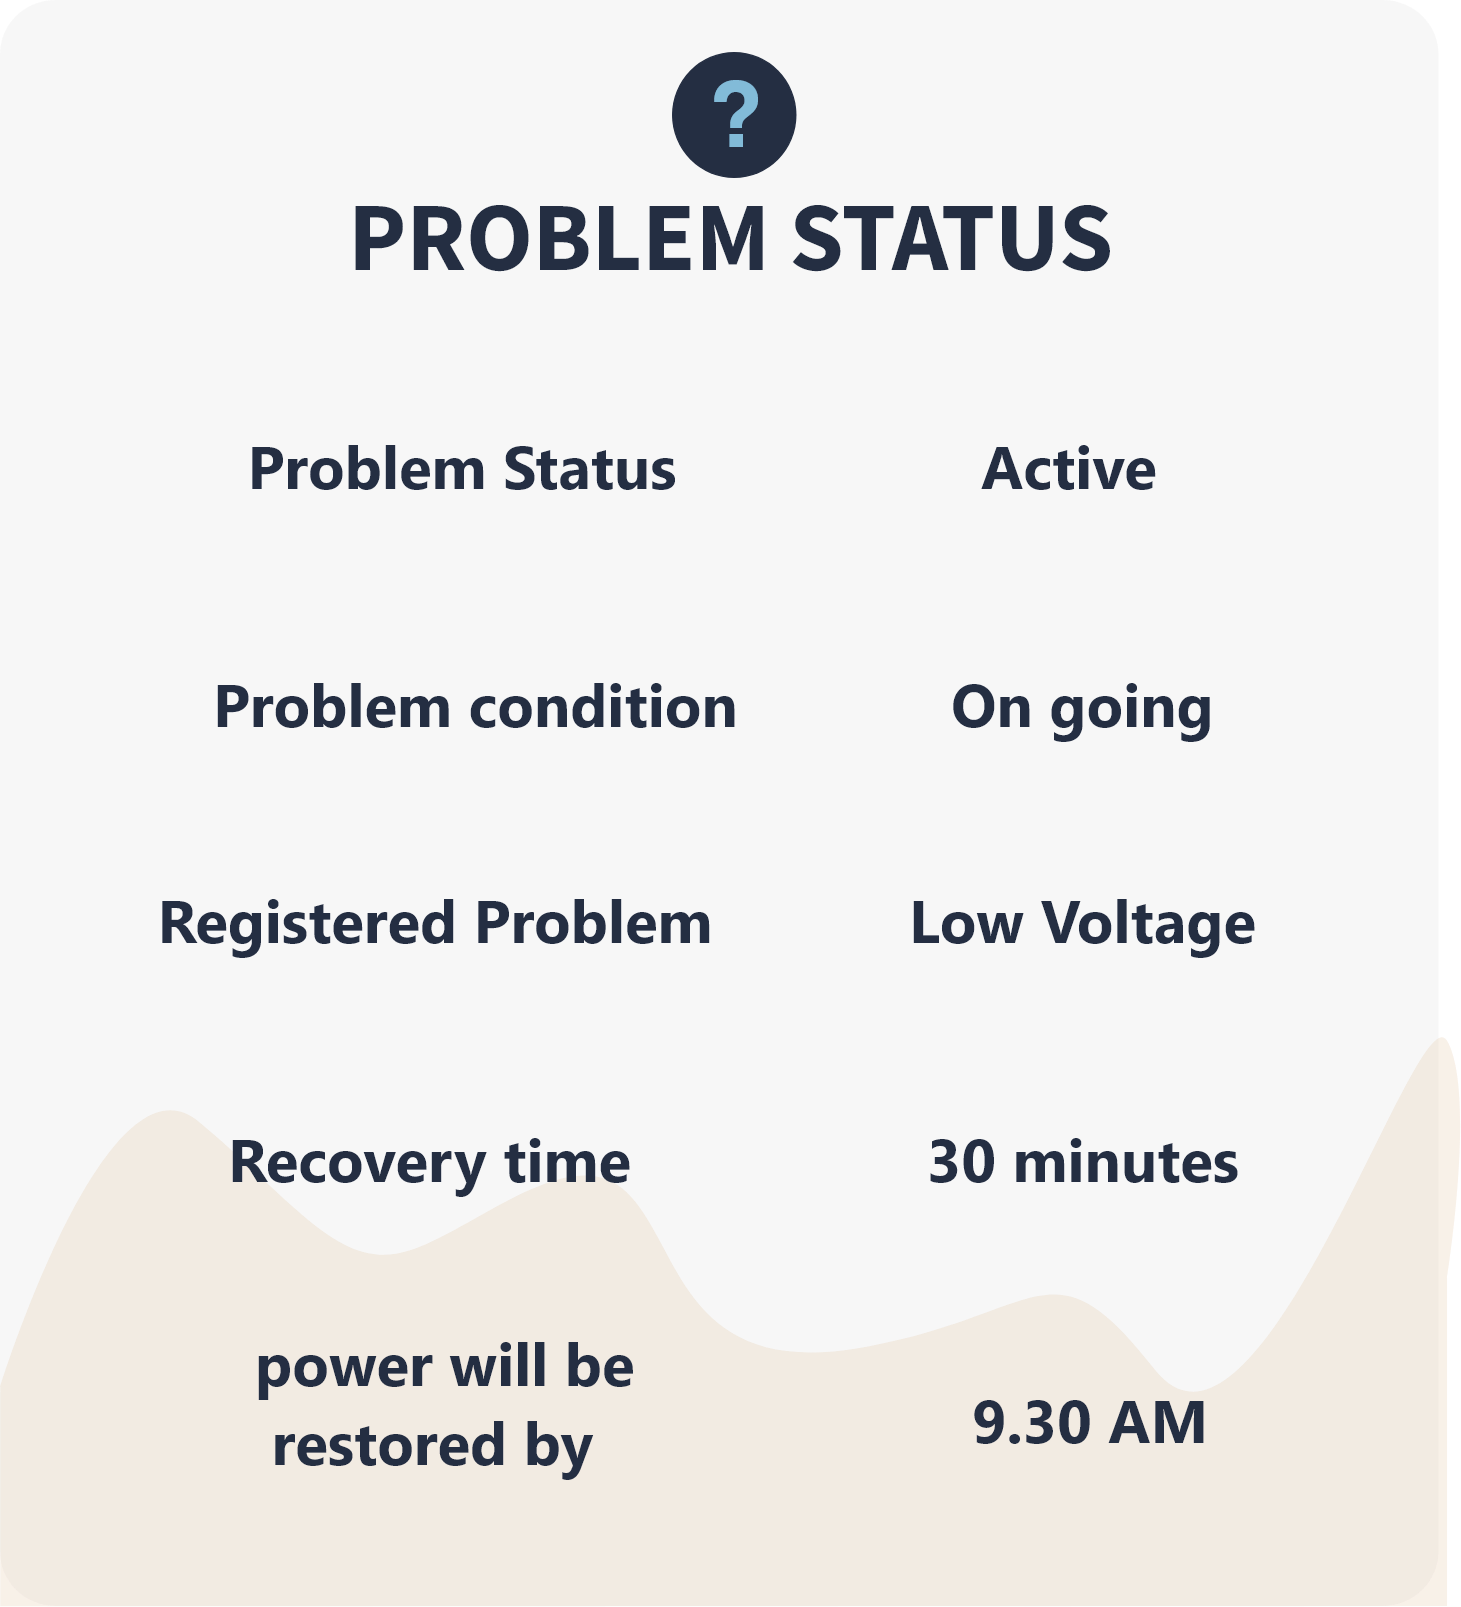 ?
PROBLEM STATUS
Problem Status Active
Problem condition On going
Registered Problem Low Voltage
Recovery time 30 minutes
power will be
restored by 9.30 AM